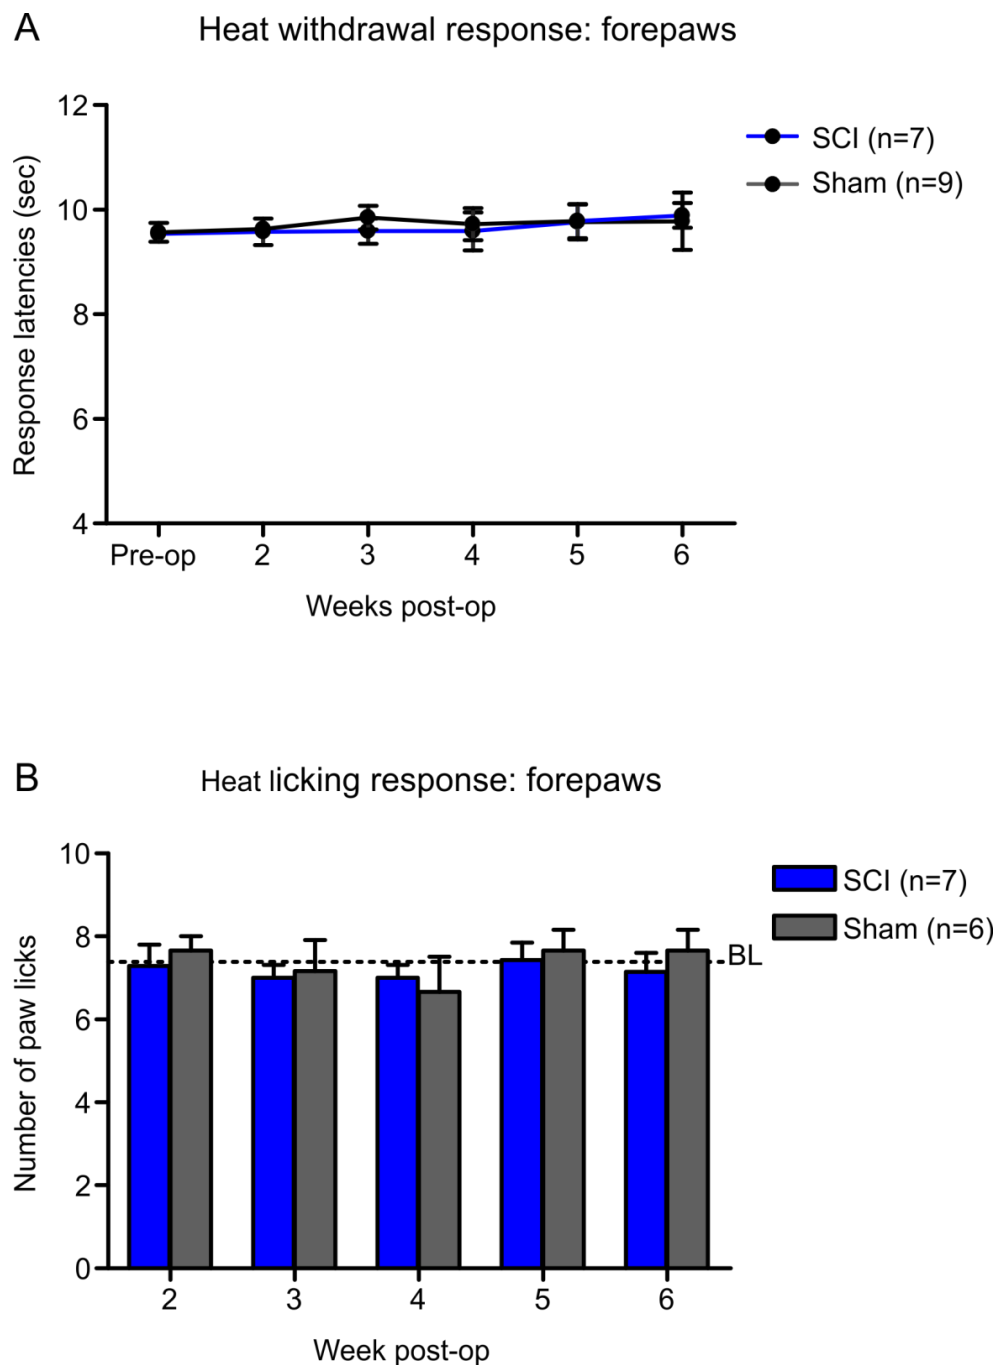 A
Heat withdrawal response: forepaws
12
10
8
6
4
Response latencies (sec)
SCI (n=7)
Sham (n=9)
Pre-op 2 3 4 5 6
Weeks post-op
B
Heat licking response: forepaws
10
8
6
4
2
0
Number of paw licks
SCI (n=7)
Sham (n=6)
BL
2 3 4 5 6
Week post-op